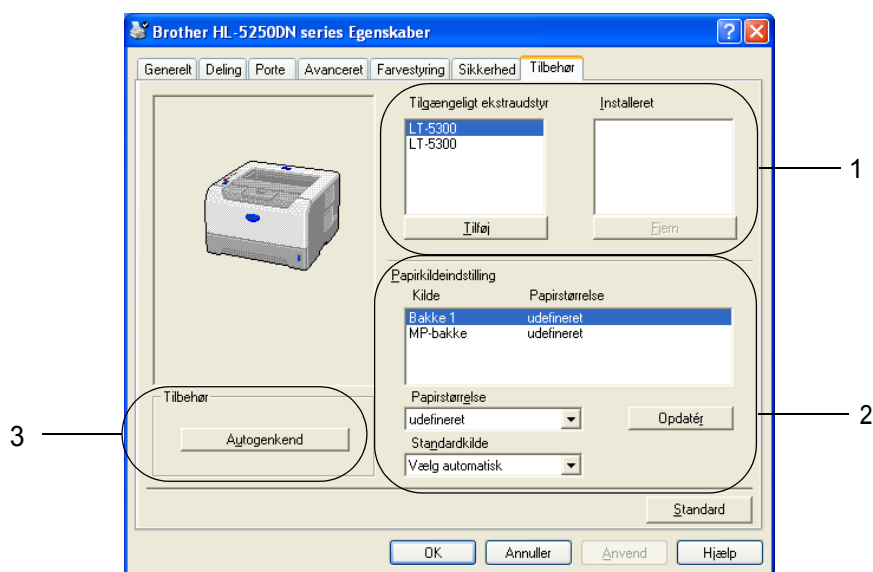 Brother HL-5250DN series Egenskaber
Generelt Deling Porte Avanceret Farvestyring Sikkerhed Tilbehør
Tilgængeligt ekstraudstyr Installeret
LT-5300
LT-5300
Tilføj Fjern
1
Papirkildeindstilling
Kilde Papirstørrelse
Bakke 1 udefineret
MP-bakke udefineret
Papirstørrelse
udefineret Opdatér
2
Standardkilde
Vælg automatisk
Tilbehør
Autogenkend
3
Standard
OK Annuller Anvend Hjælp